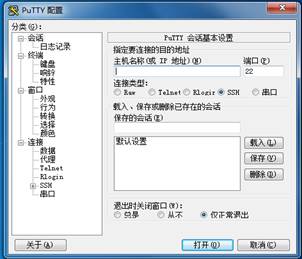 PuTTY 配置
分类(G):
会话
日志记录
终端
键盘
响铃
特性
窗口
外观
行为
转换
选择
颜色
连接
数据
代理
Telnet
Rlogin
SSH
串口
PuTTY 会话基本设置
指定要连接的目的地址
主机名称(或 IP 地址)(N) 端口(P)
22
连接类型:
Raw Telnet Rlogin SSH 串口
载入、保存或删除已存在的会话
保存的会话(E)
默认设置
载入(L)
保存(V)
删除(D)
退出时关闭窗口(W):
总是 从不 仅正常退出
关于(A) 打开(O) 取消(C)